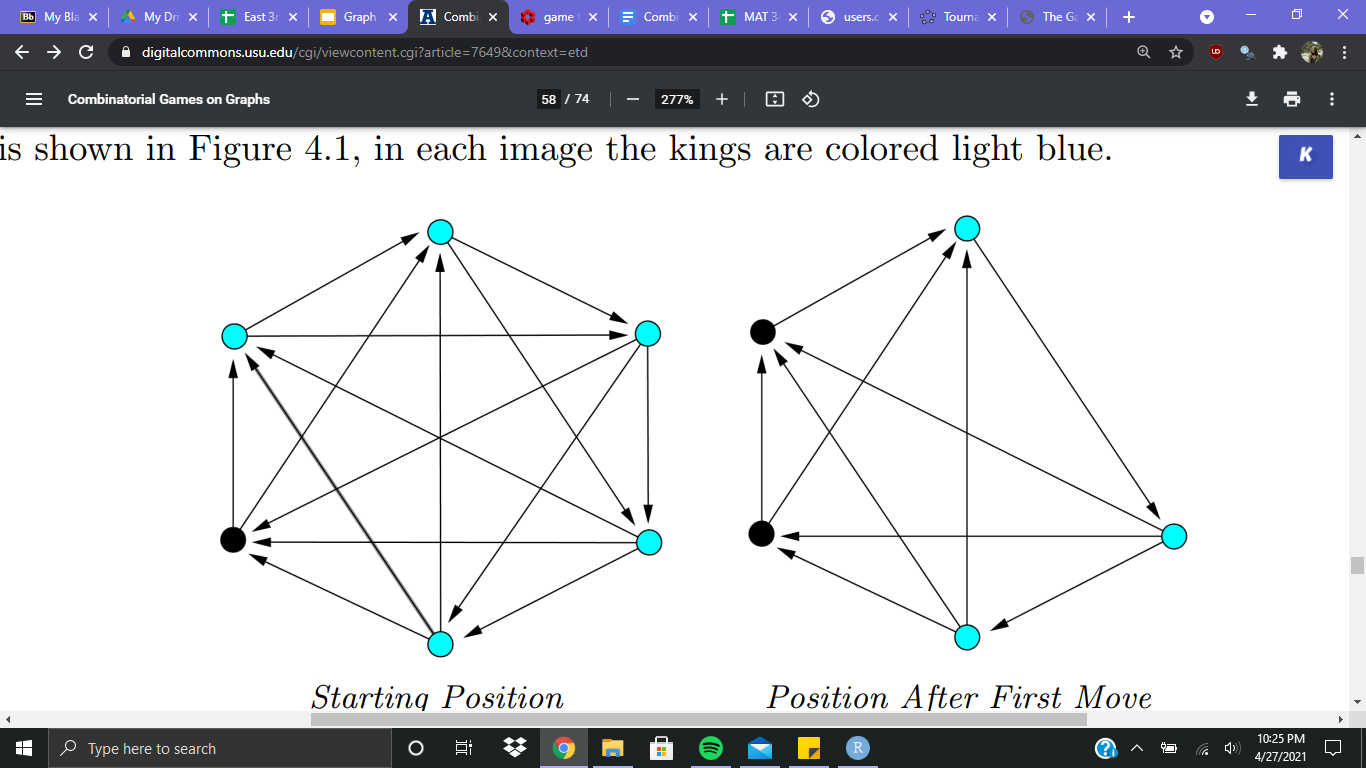 Bb My Bla
My Dri
East 3r
Graph
Combi
game t
Combi
MAT 34
users.c
Tourna
The Ga
digitalcommons.usu.edu/cgi/viewcontent.cgi?article=7649&context=etd
Combinatorial Games on Graphs
58 / 74
277%
is shown in Figure 4.1, in each image the kings are colored light blue.
K
Starting Position
Position After First Move
Type here to search
R
10:25 PM
4/27/2021